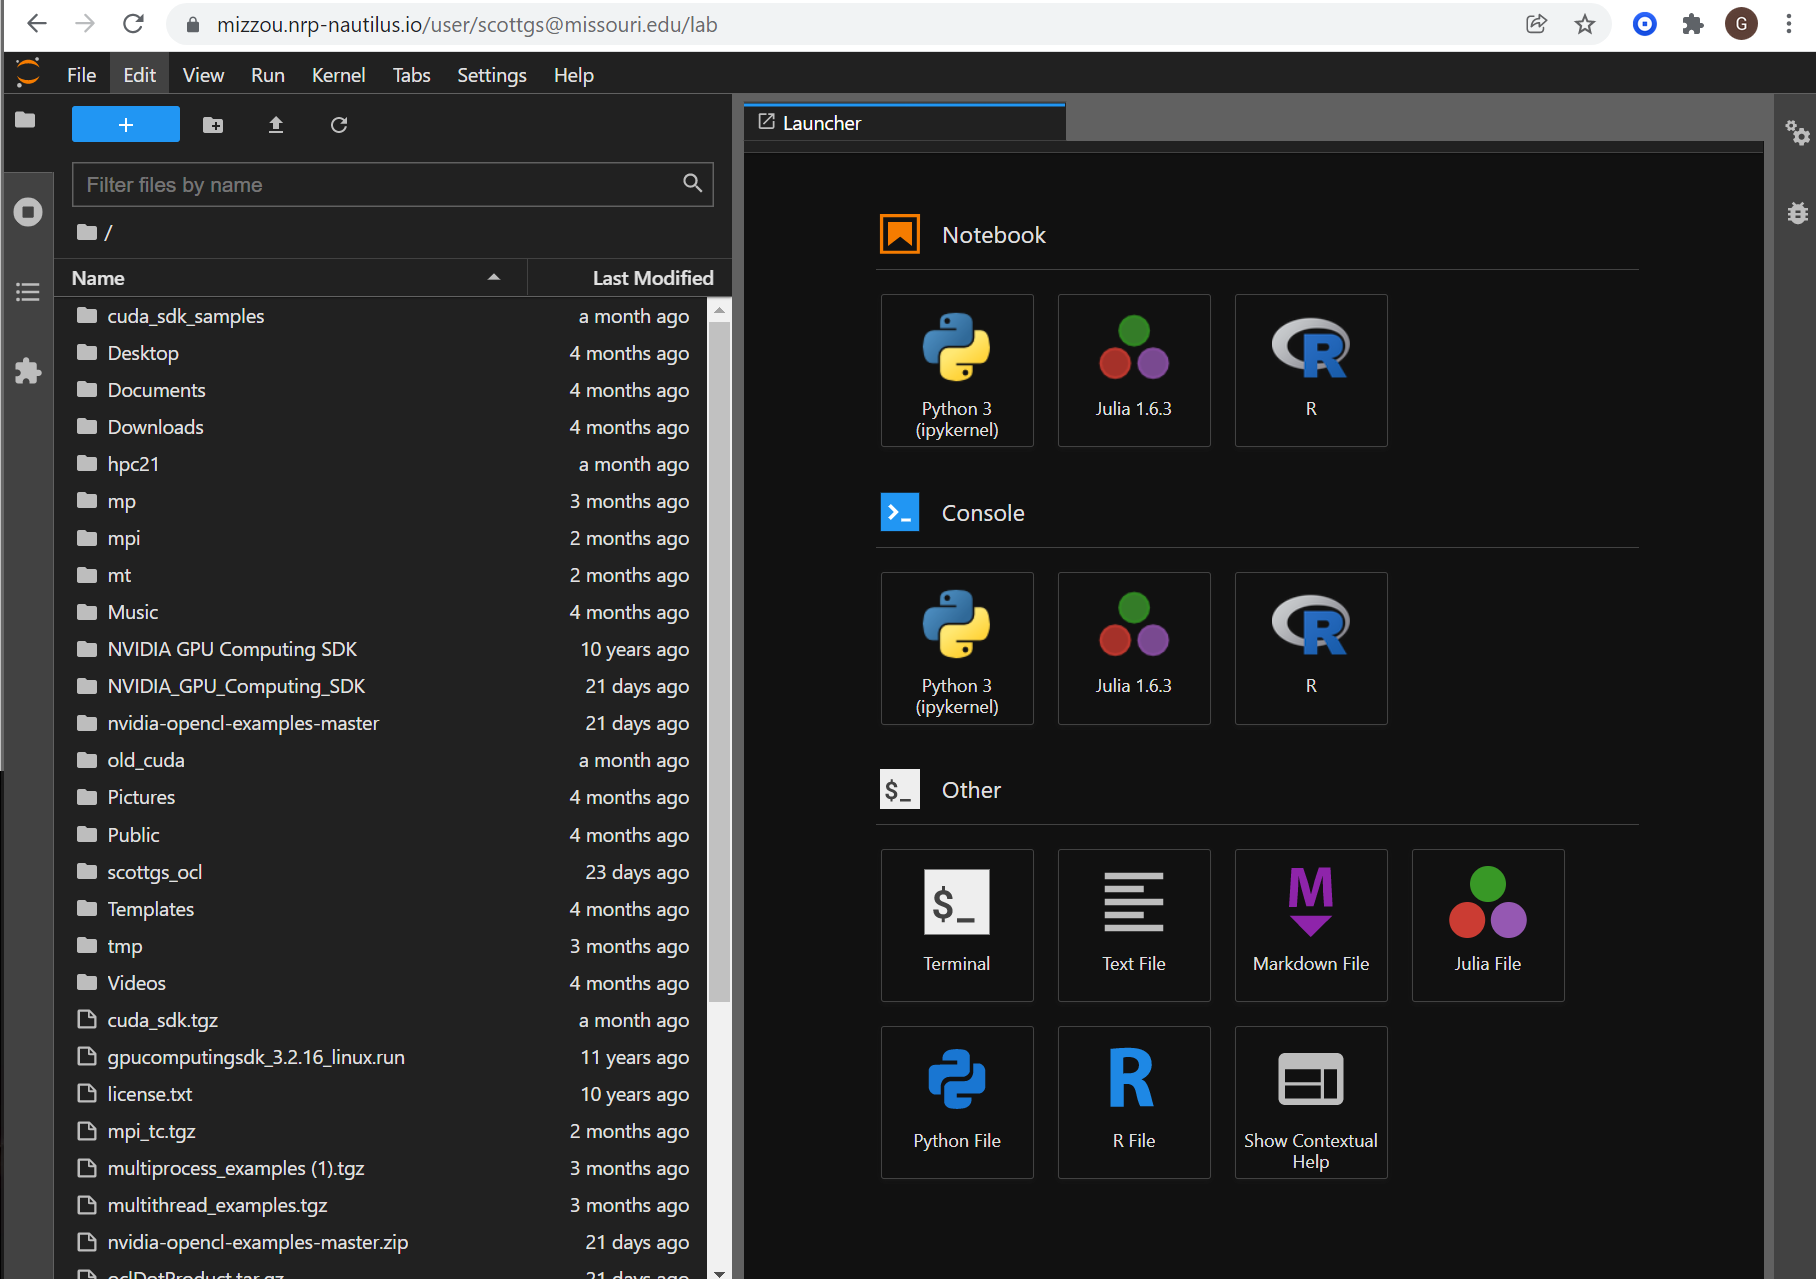 mizzou.nrp-nautilus.io/user/scottgs@missouri.edu/lab
G
File Edit View Run Kernel Tabs Settings Help
+
Launcher
Filter files by name
/
Name Last Modified
cuda_sdk_samples a month ago
Desktop 4 months ago
Documents 4 months ago
Downloads 4 months ago
hpc21 a month ago
mp 3 months ago
mpi 2 months ago
mt 2 months ago
Music 4 months ago
NVIDIA GPU Computing SDK 10 years ago
NVIDIA_GPU_Computing_SDK 21 days ago
nvidia-opencl-examples-master 21 days ago
old_cuda a month ago
Pictures 4 months ago
Public 4 months ago
scottgs_ocl 23 days ago
Templates 4 months ago
tmp 3 months ago
Videos 4 months ago
cuda_sdk.tgz a month ago
gpucomputingsdk_3.2.16_linux.run 11 years ago
license.txt 10 years ago
mpi_tc.tgz 2 months ago
multiprocess_examples (1).tgz 3 months ago
multithread_examples.tgz 3 months ago
nvidia-opencl-examples-master.zip 21 days ago
oclDotProduct.tar.gz 21 days ago
Notebook
Python 3
(ipykernel)
Julia 1.6.3
R
R
Console
Python 3
(ipykernel)
Julia 1.6.3
R
R
$_ Other
$_
Terminal
Text File
M
Markdown File
Julia File
Python File
R
R File
Show Contextual
Help